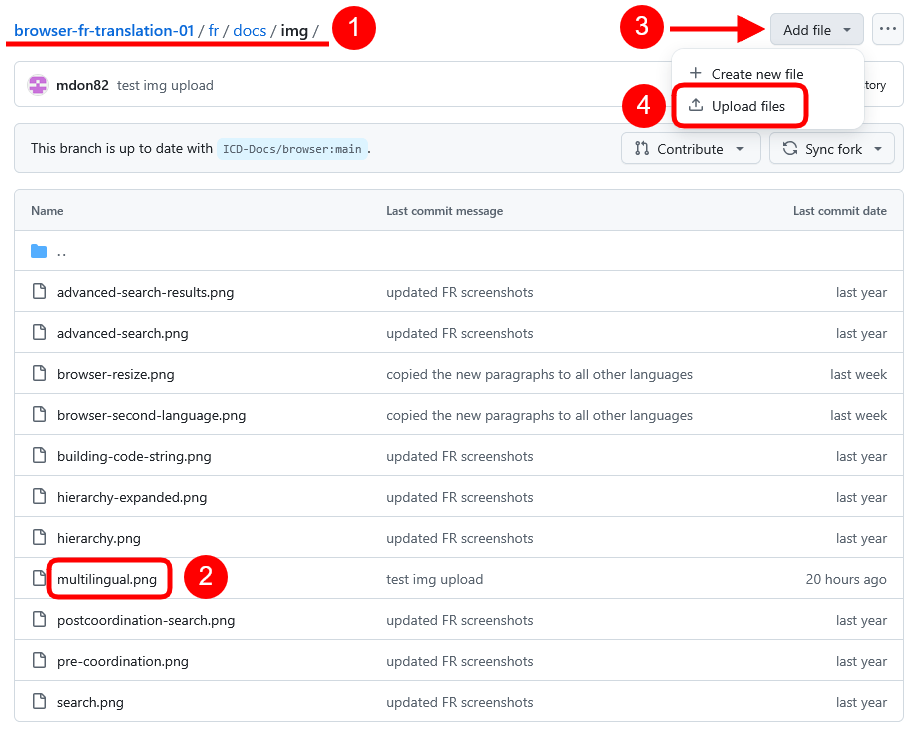 browser-fr-translation-01 / fr / docs / img / 1 3 Add file ...
mdon82 test img upload tory
+ Create new file
4 Upload files
This branch is up to date with ICD-Docs/browser:main . Contribute Sync fork
Name Last commit message Last commit date
..
advanced-search-results.png updated FR screenshots last year
advanced-search.png updated FR screenshots last year
browser-resize.png copied the new paragraphs to all other languages last week
browser-second-language.png copied the new paragraphs to all other languages last week
building-code-string.png updated FR screenshots last year
hierarchy-expanded.png updated FR screenshots last year
hierarchy.png updated FR screenshots last year
multilingual.png 2 test img upload 20 hours ago
postcoordination-search.png updated FR screenshots last year
pre-coordination.png updated FR screenshots last year
search.png updated FR screenshots last year